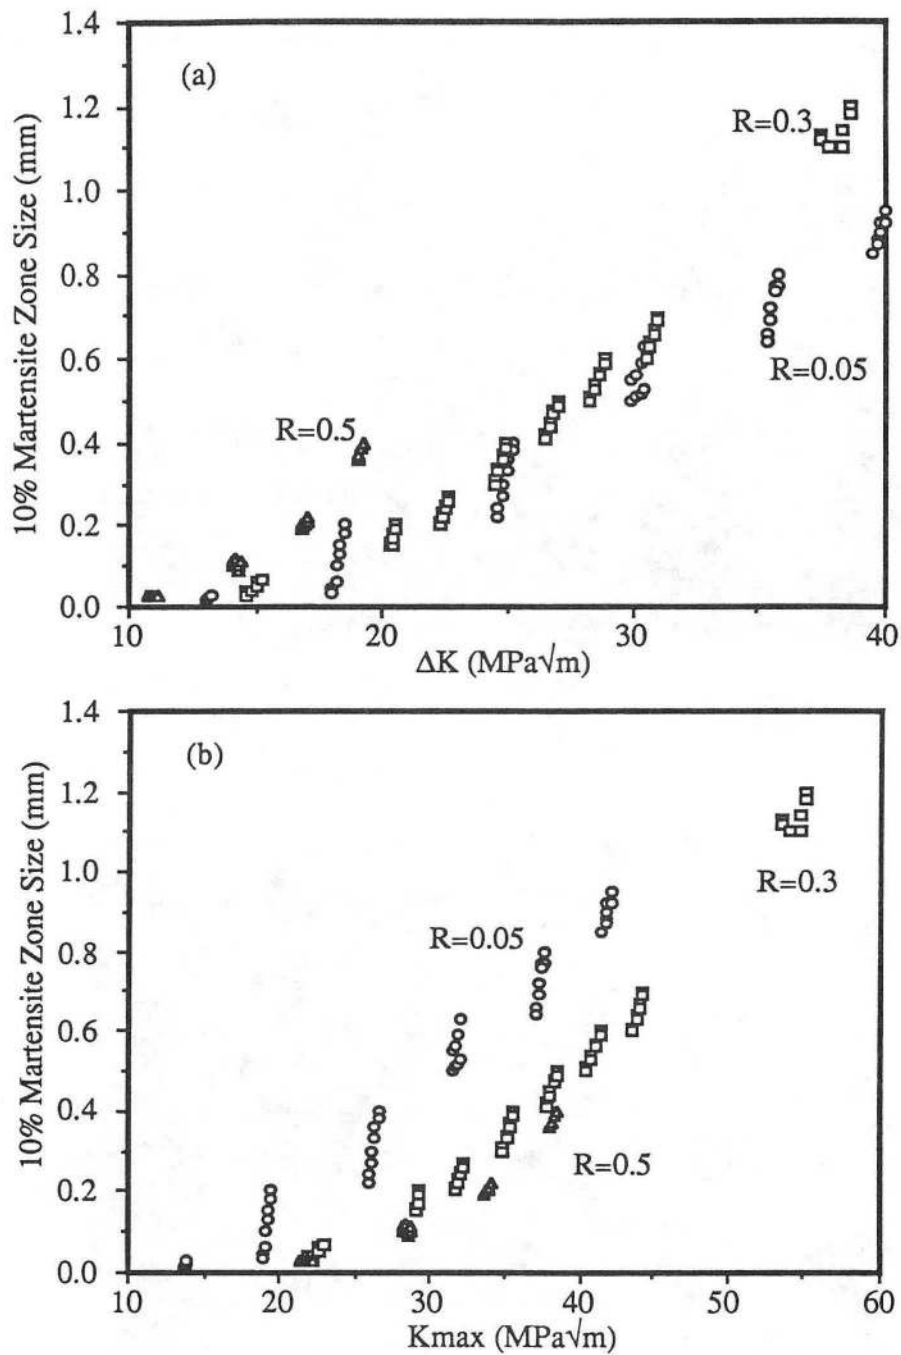 1.4
(a)
1.2
R=0.3
1.0
0.8
0.6
R=0.05
R=0.5
0.4
0.2
0.0
10 20 30 40
10% Martensite Zone Size (mm)
ΔK (MPa√m)
1.4
(b)
1.2
1.0
R=0.3
R=0.05
0.8
0.6
0.4
R=0.5
0.2
0.0
10 20 30 40 50 60
10% Martensite Zone Size (mm)
Kmax (MPa√m)